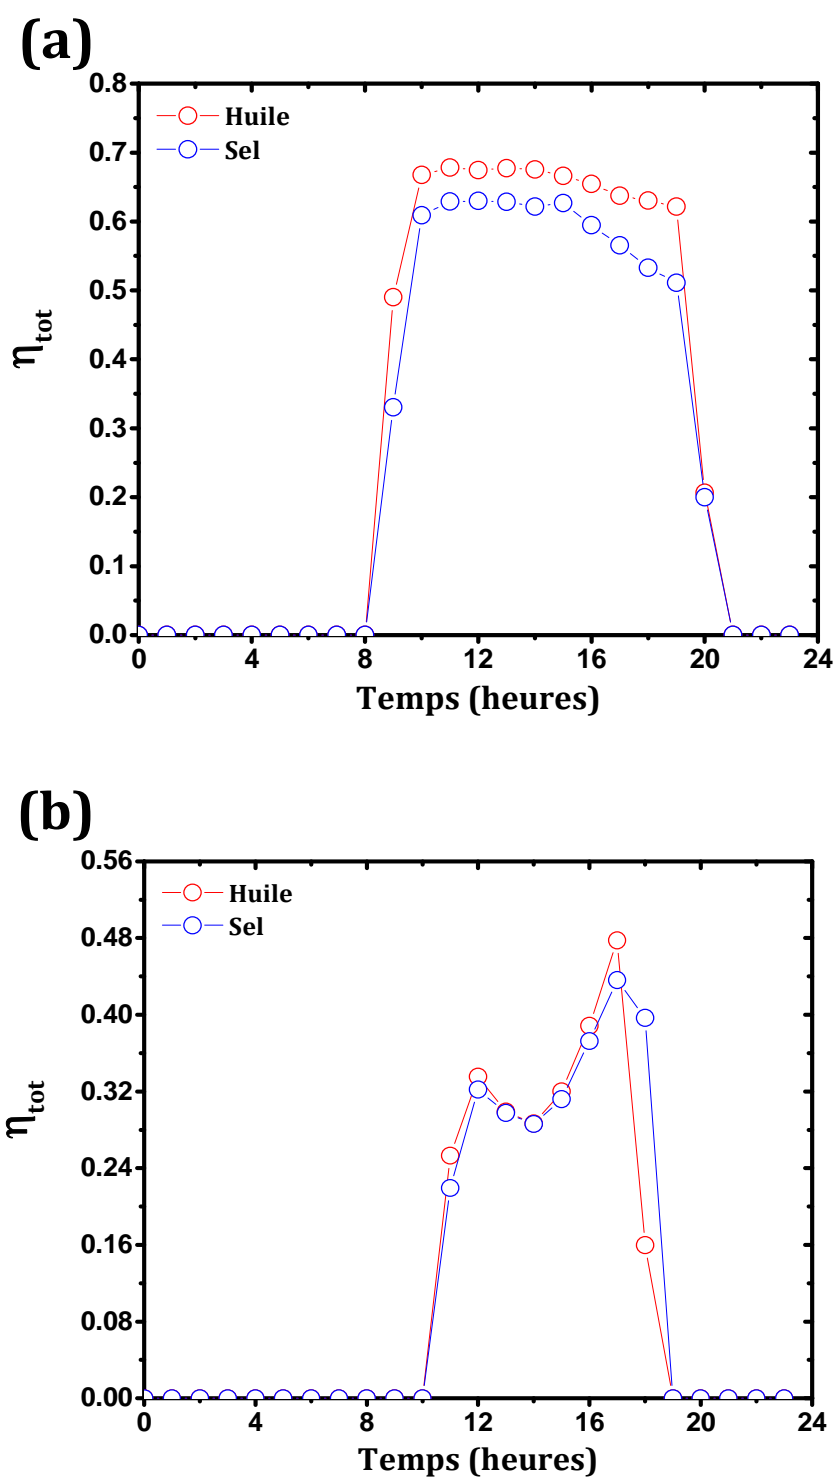 (a)
0.8
0.7
0.6
0.5
0.4
0.3
0.2
0.1
0.0
Huile
Sel
ηtot
0 4 8 12 16 20 24
Temps (heures)
(b)
0.56
0.48
0.40
0.32
0.24
0.16
0.08
0.00
Huile
Sel
ηtot
0 4 8 12 16 20 24
Temps (heures)